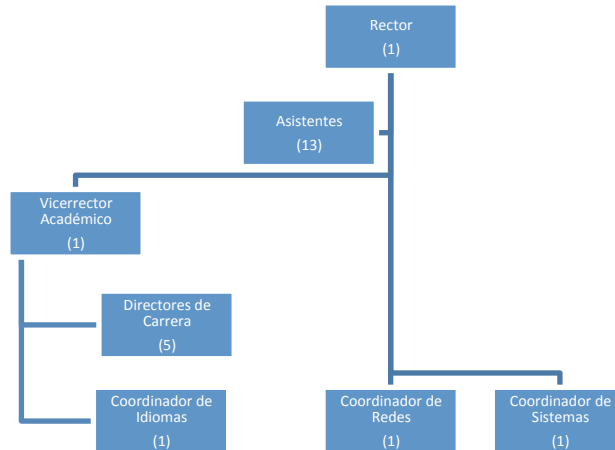 Rector
(1)
Asistentes
(13)
Vicerrector
Académico
(1)
Directores de
Carrera
(5)
Coordinador de
Idiomas
(1)
Coordinador de
Redes
(1)
Coordinador de
Sistemas
(1)